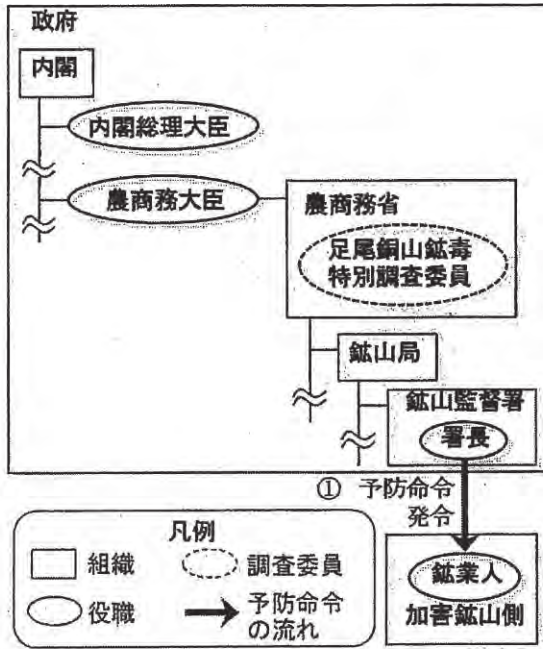 政府
内閣
内閣総理大臣
農商務大臣
農商務省
足尾銅山鉱毒
特別調査委員
鉱山局
鉱山監督署
署長
① 予防命令
発令
鉱業人
加害鉱山側
凡例
組織
調査委員
役職
予防命令
の流れ